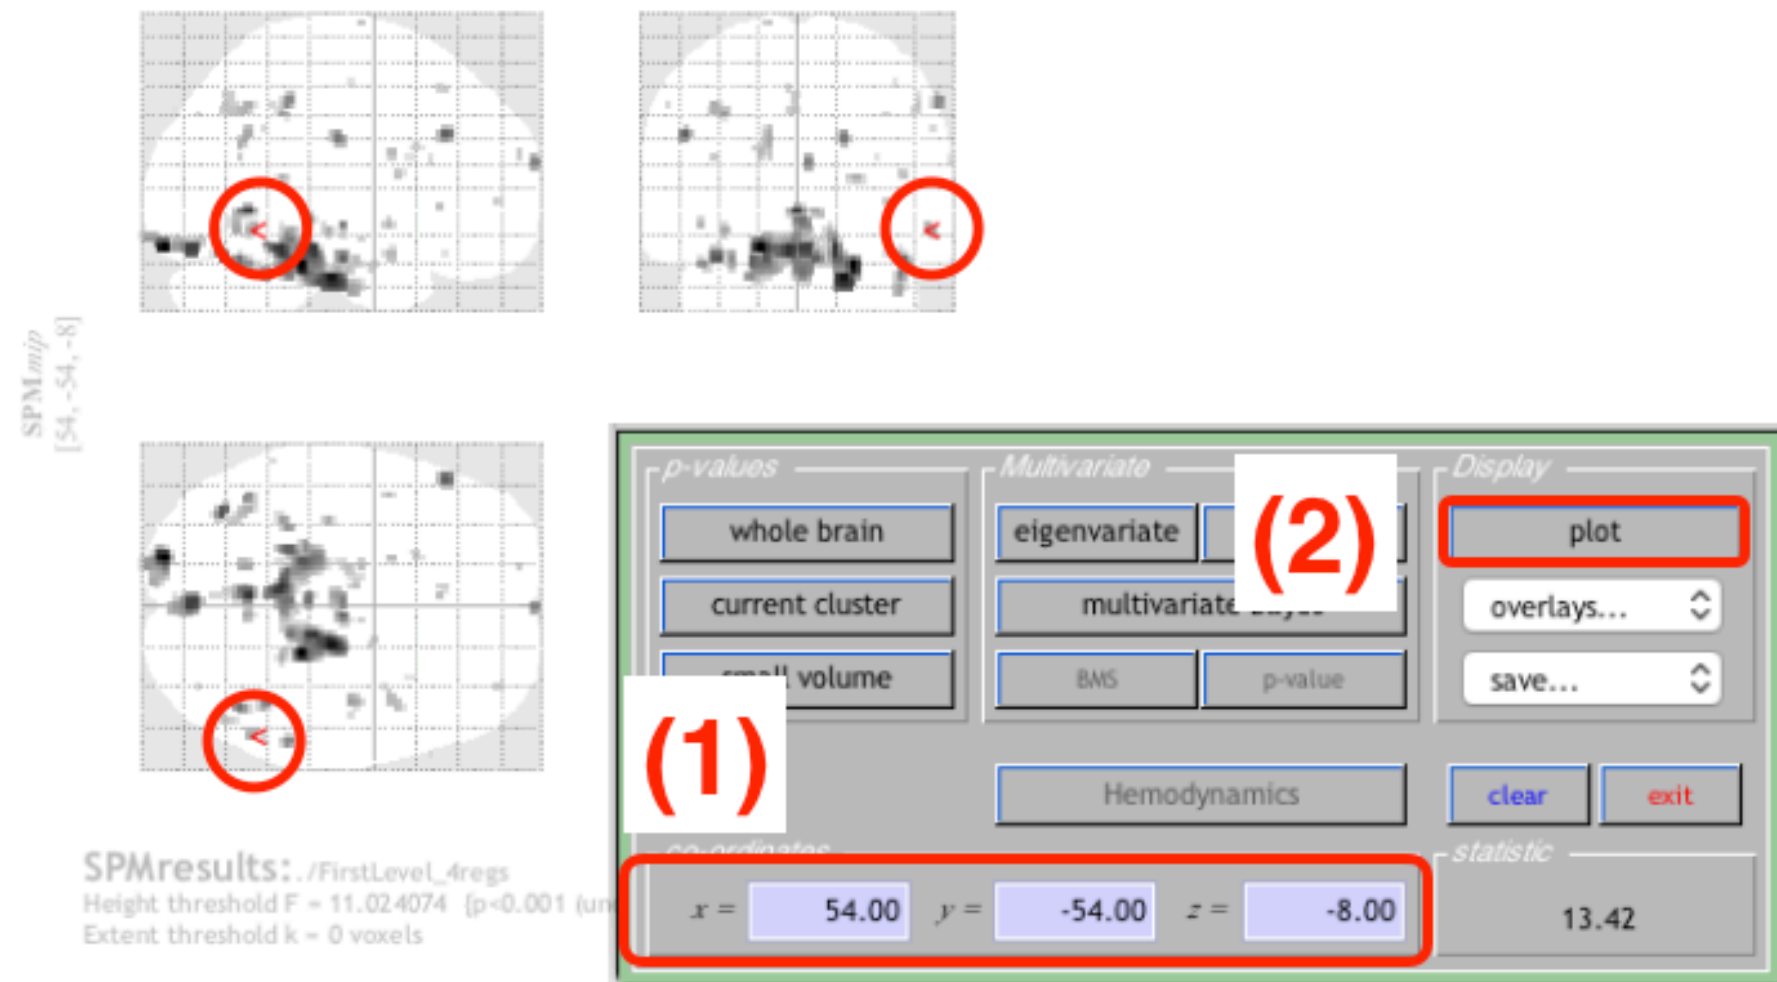 SPMmip
[54, -54, -8]
p-values
Multivariate
Display
whole brain
eigenvariate
(2)
plot
current cluster
multivariate
overlays...
volume
BMS
p-value
save...
(1)
Hemodynamics
clear
exit
co-ordinates
statistic
x = 54.00 y = -54.00 z = -8.00
13.42
SPMresults: ./FirstLevel_4regs
Height threshold F = 11.024074 {p<0.001 (un
Extent threshold k = 0 voxels